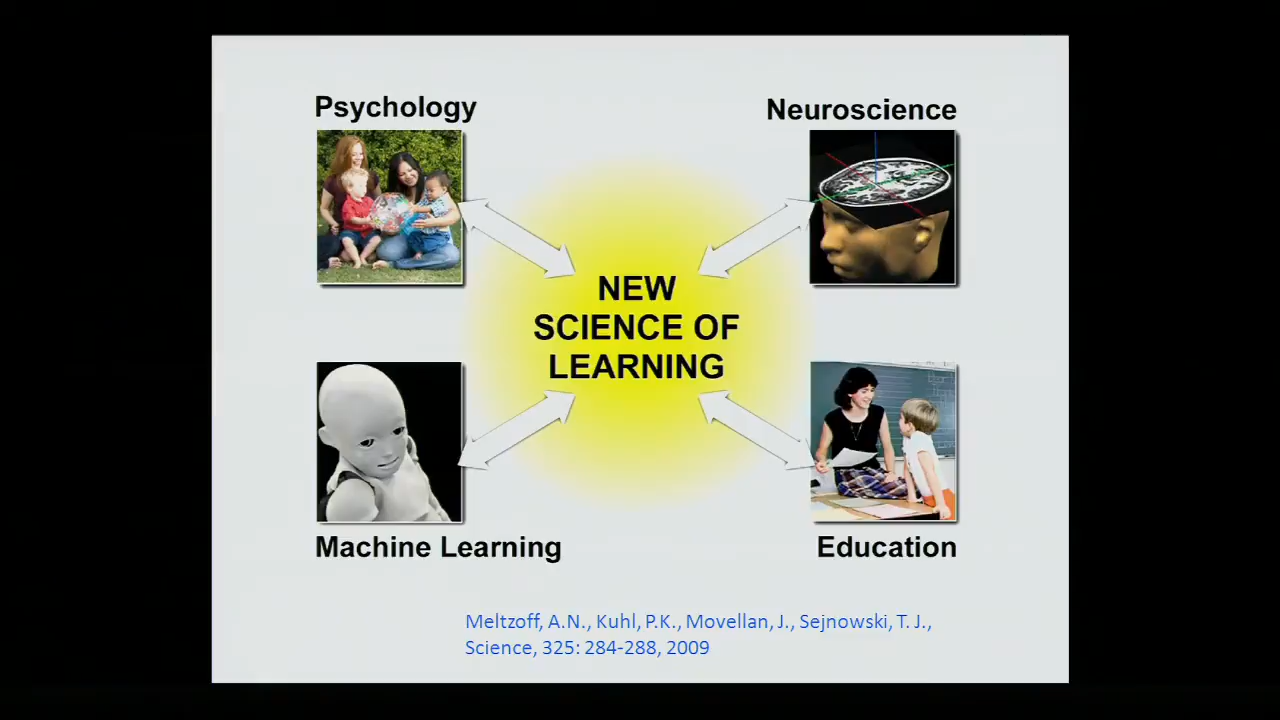 Psychology
Neuroscience
NEW
SCIENCE OF
LEARNING
Machine Learning
Education
Meltzoff, A.N., Kuhl, P.K., Movellan, J., Sejnowski, T. J.,
Science, 325: 284-288, 2009